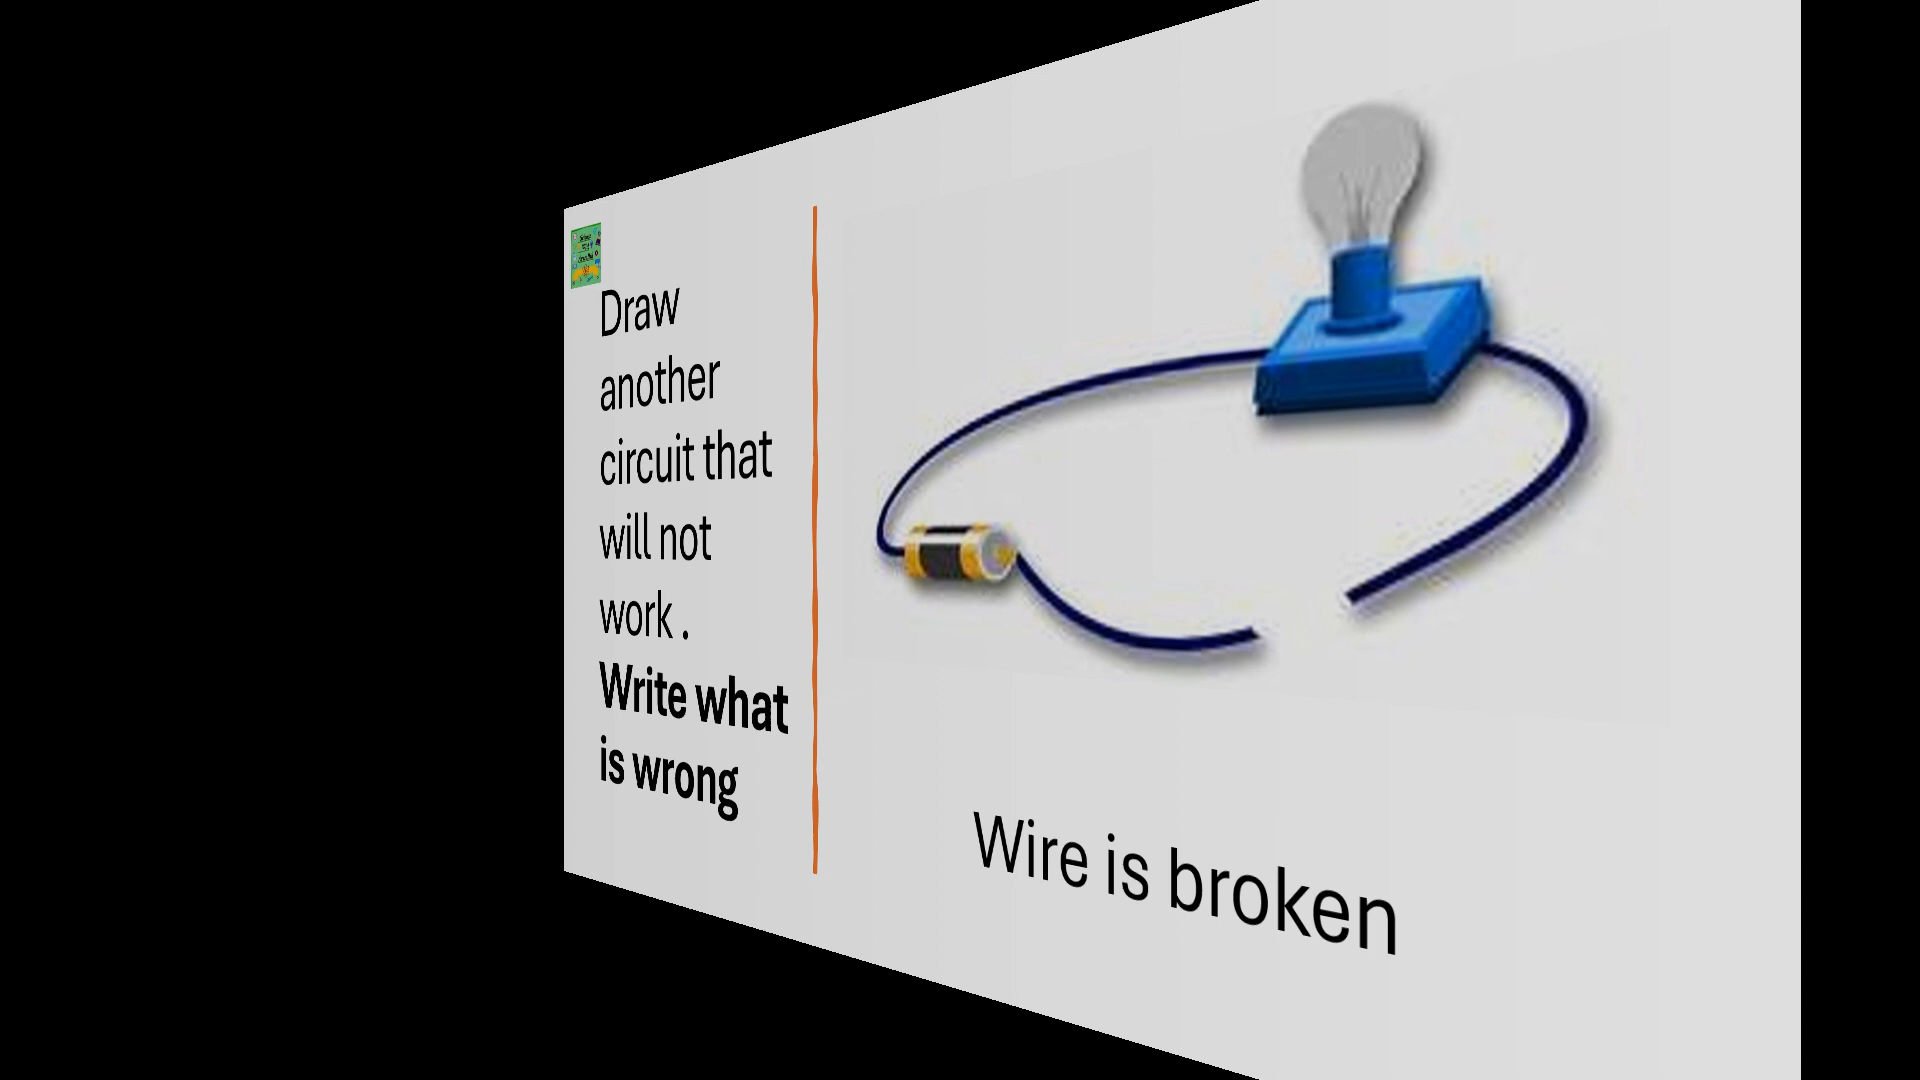 Draw
another
circuit that
will not
work .
Write what
is wrong
Wire is broken